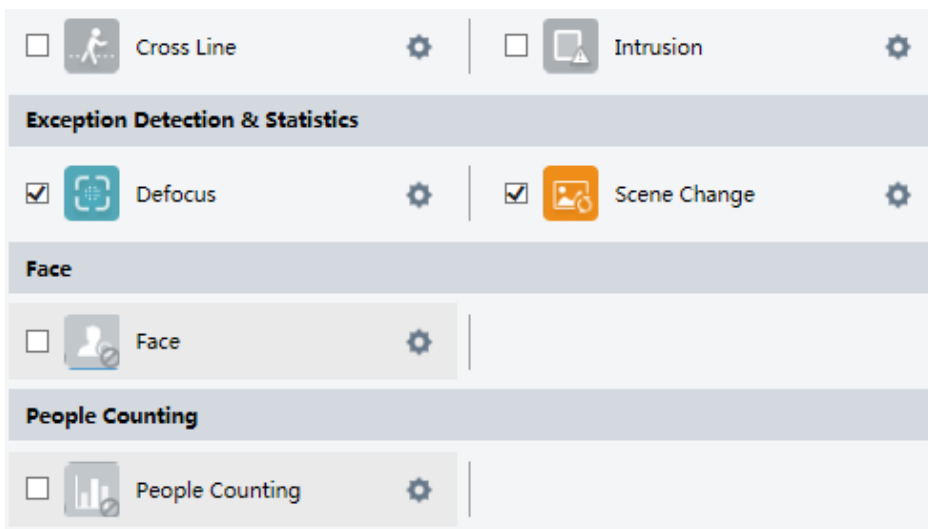 Cross Line
Intrusion
Exception Detection & Statistics
Defocus
Scene Change
Face
Face
People Counting
People Counting